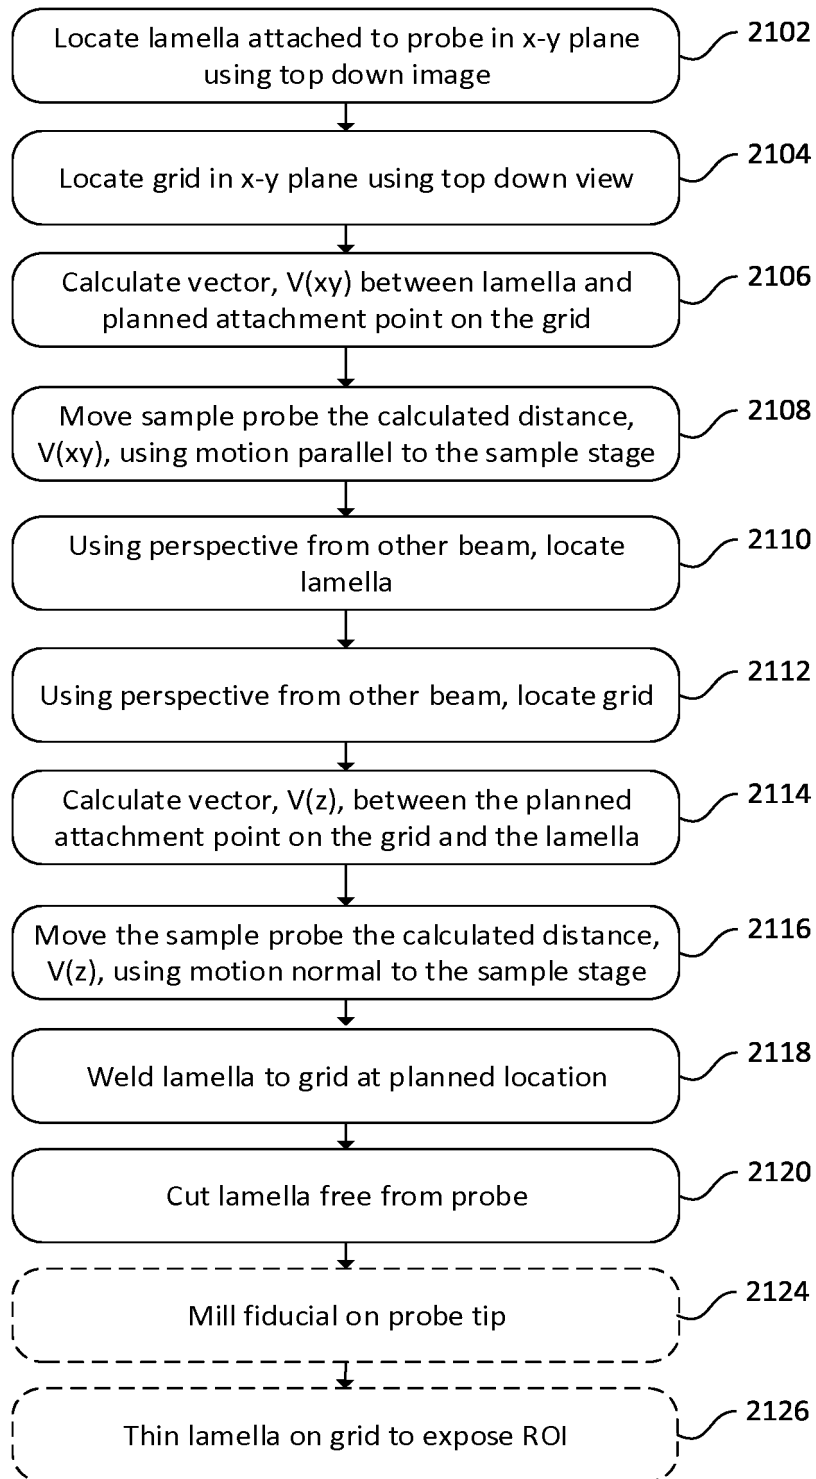 Locate lamella attached to probe in x-y plane
using top down image
2102
Locate grid in x-y plane using top down view
2104
Calculate vector, V(xy) between lamella and
planned attachment point on the grid
2106
Move sample probe the calculated distance,
V(xy), using motion parallel to the sample stage
2108
Using perspective from other beam, locate
lamella
2110
Using perspective from other beam, locate grid
2112
Calculate vector, V(z), between the planned
attachment point on the grid and the lamella
2114
Move the sample probe the calculated distance,
V(z), using motion normal to the sample stage
2116
Weld lamella to grid at planned location
2118
Cut lamella free from probe
2120
Mill fiducial on probe tip
2124
Thin lamella on grid to expose ROI
2126